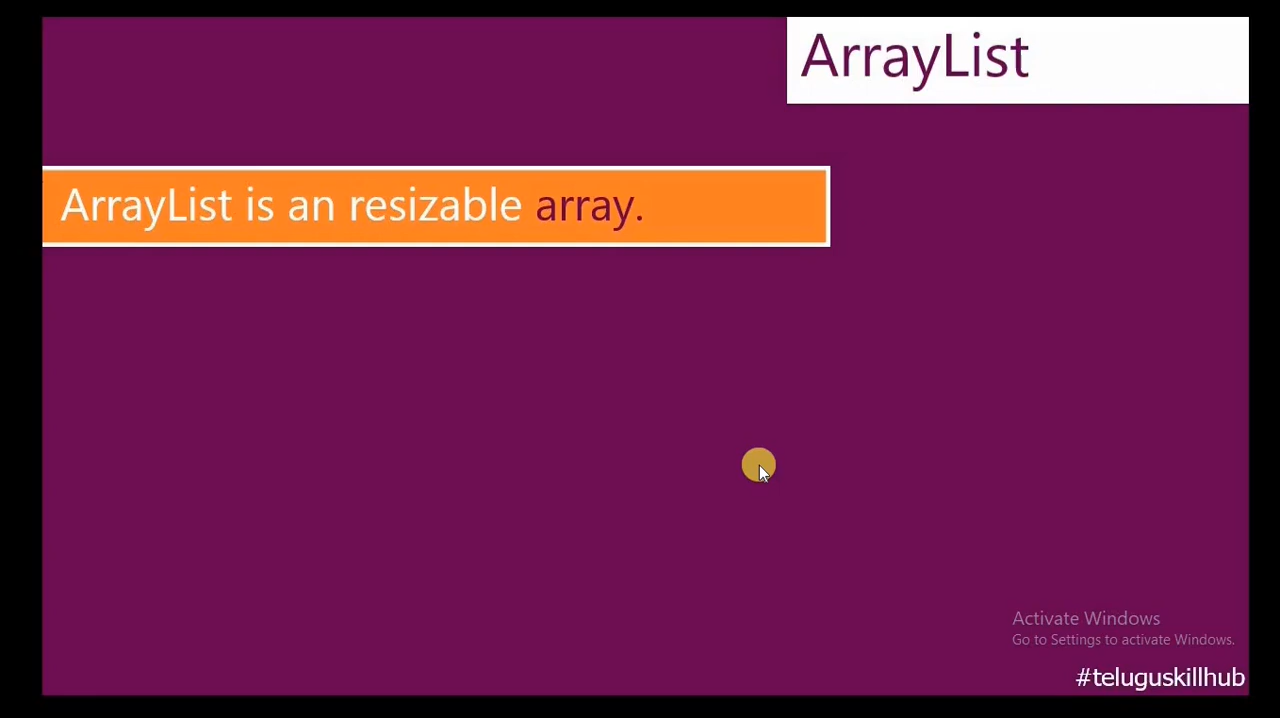 ArrayList
ArrayList is an resizable array.
Activate Windows
Go to Settings to activate Windows.
#teluguskillhub